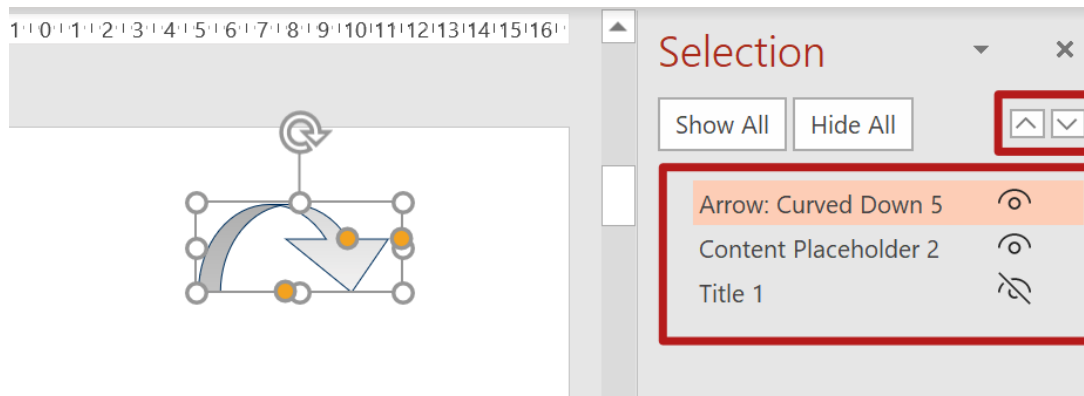 1 0 1 2 3 4 5 6 7 8 9 10 11 12 13 14 15 16
Selection
Show All Hide All
Arrow: Curved Down 5
Content Placeholder 2
Title 1